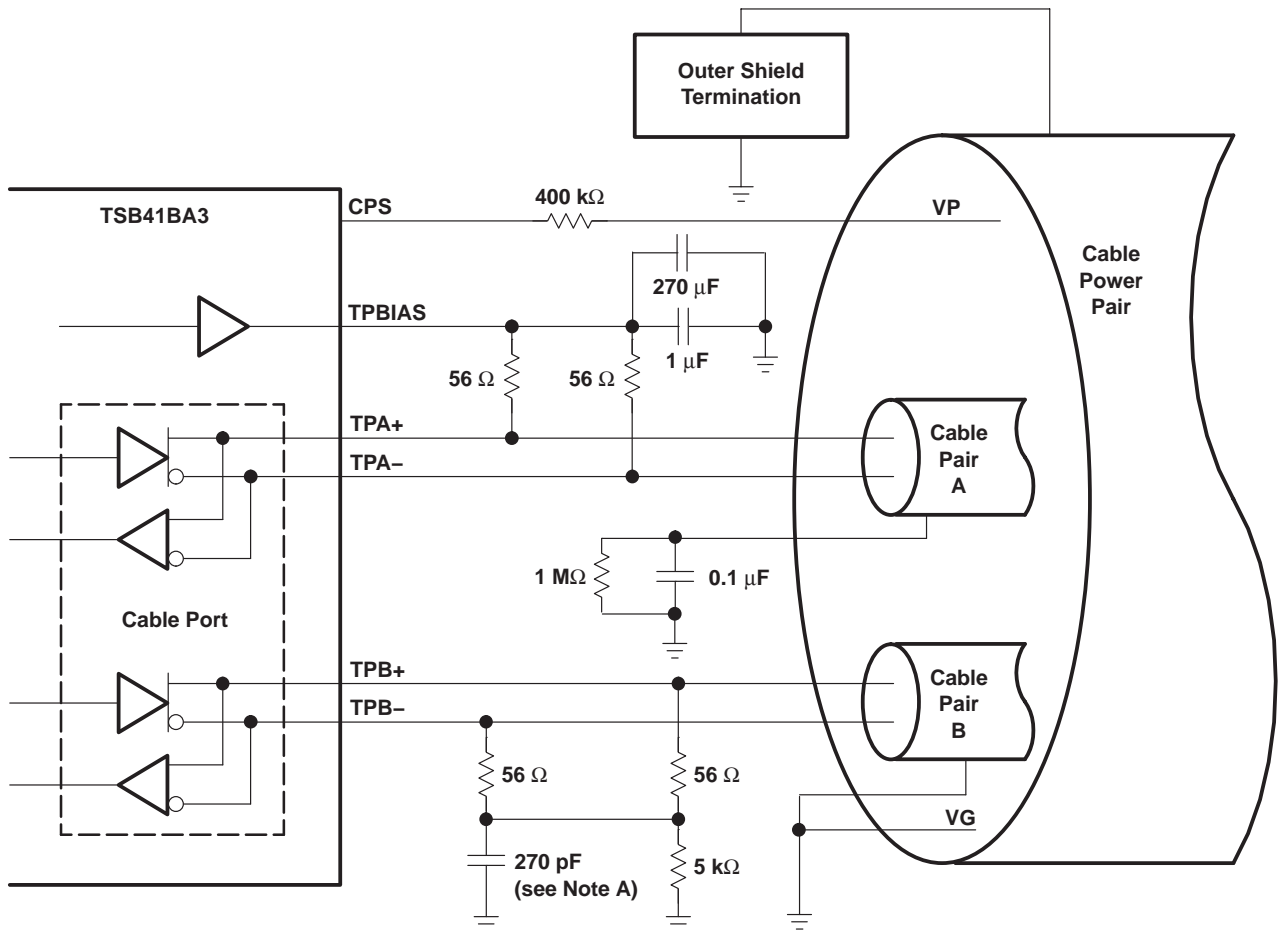 Outer Shield
Termination
TSB41BA3
CPS
400 kΩ
VP
Cable
Power
Pair
270 μF
TPBIAS
1 μF
56 Ω
56 Ω
TPA+
Cable
Pair
A
TPA–
1 MΩ
0.1 μF
Cable Port
TPB+
Cable
Pair
B
TPB–
56 Ω
56 Ω
VG
270 pF
(see Note A)
5 kΩ